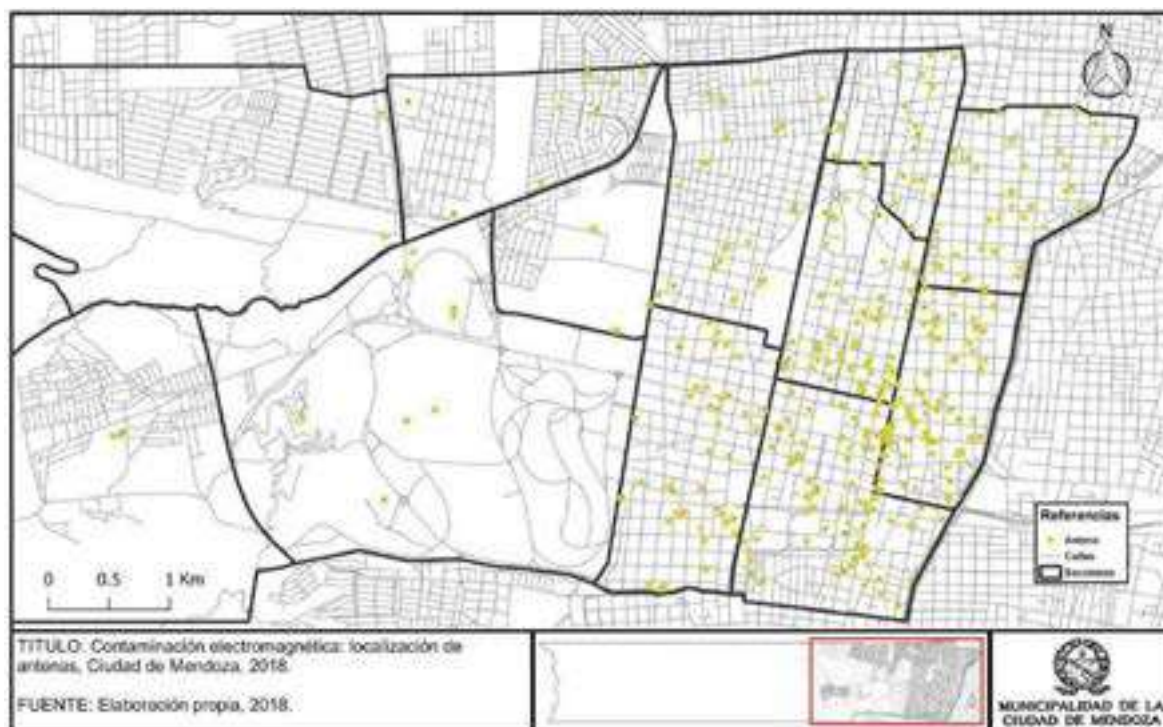 N
0 0.5 1 Km
Referencias
Antena
Calles
Secciones
TITULO: Contaminación electromagnética: localización de
antenas, Ciudad de Mendoza, 2018.
FUENTE: Elaboración propia, 2018.
MUNICIPALIDAD DE LA
CIUDAD DE MENDOZA